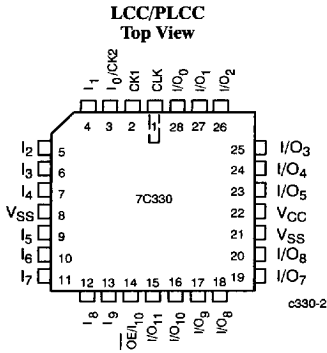 LCC/PLCC
Top View
I1 I0/CK2 CK1 CLK I/O0 I/O1 I/O2
4 3 2 1 28 27 26
I2 5 25 I/O3
I3 6 24 I/O4
I4 7 23 I/O5
7C330
VSS 8 22 VCC
I5 9 21 VSS
I6 10 20 I/O8
I7 11 19 I/O7
12 13 14 15 16 17 18
I8 I9 OE/I10 I/O11 I/O10 I/O9 I/O8
c330-2